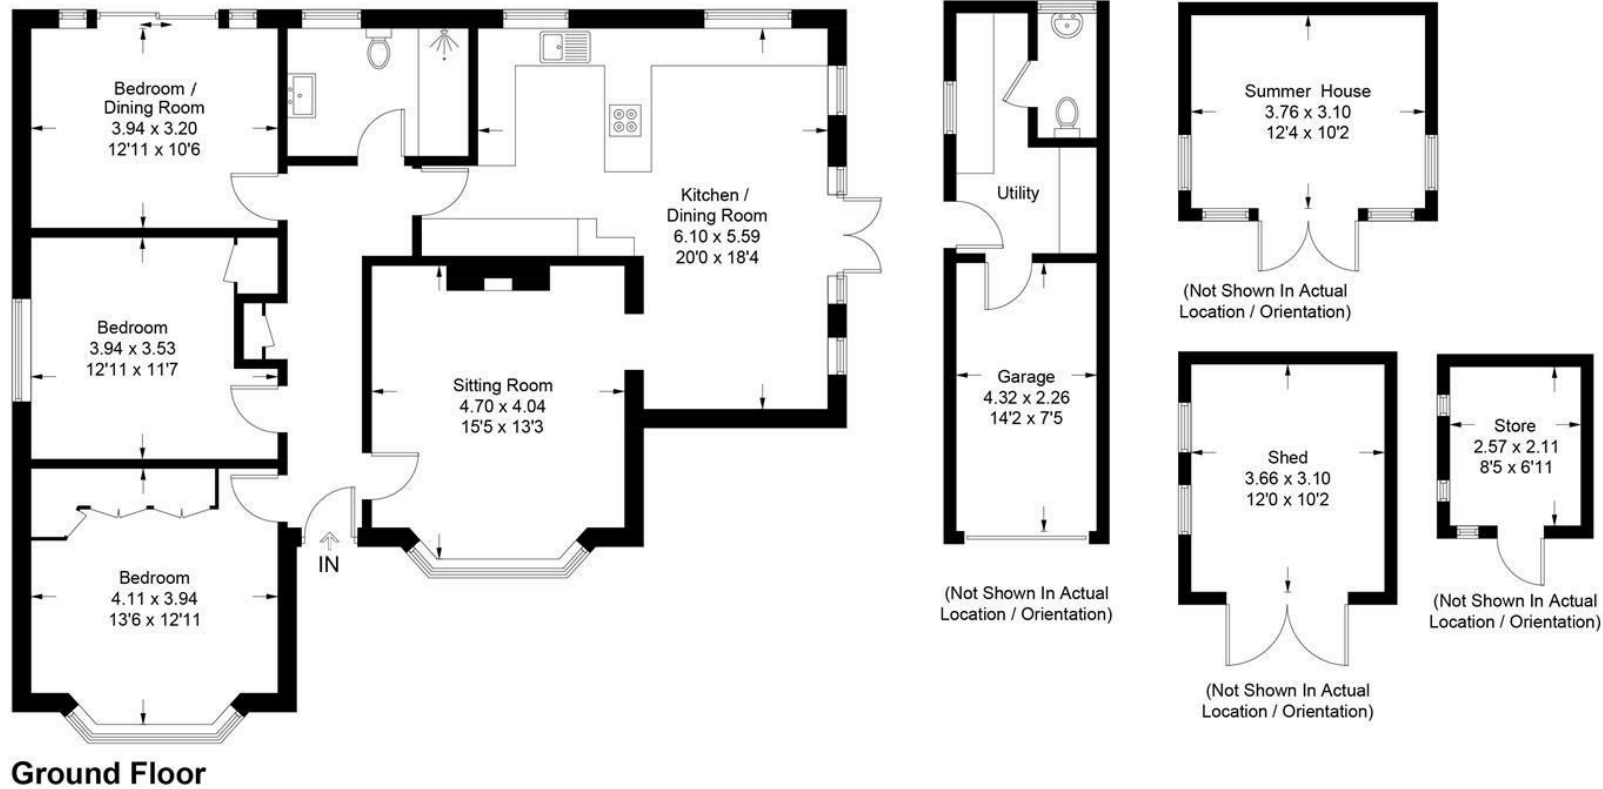 Bedroom /
Dining Room
3.94 x 3.20
12'11 x 10'6
Kitchen /
Dining Room
6.10 x 5.59
20'0 x 18'4
Bedroom
3.94 x 3.53
12'11 x 11'7
Sitting Room
4.70 x 4.04
15'5 x 13'3
Bedroom
4.11 x 3.94
13'6 x 12'11
IN
Utility
Garage
4.32 x 2.26
14'2 x 7'5
(Not Shown In Actual
Location / Orientation)
Summer House
3.76 x 3.10
12'4 x 10'2
(Not Shown In Actual
Location / Orientation)
Shed
3.66 x 3.10
12'0 x 10'2
(Not Shown In Actual
Location / Orientation)
Store
2.57 x 2.11
8'5 x 6'11
(Not Shown In Actual
Location / Orientation)
Ground Floor